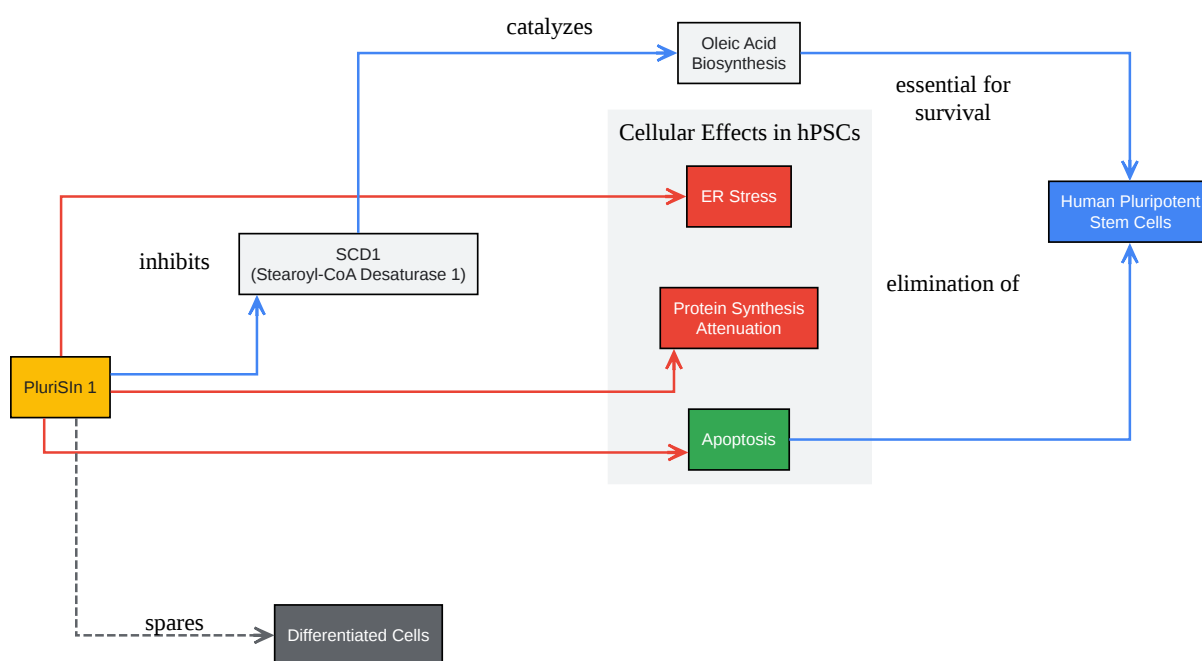 catalyzes
Oleic Acid
Biosynthesis
essential for
survival
Cellular Effects in hPSCs
ER Stress
Human Pluripotent
Stem Cells
inhibits
SCD1
(Stearoyl-CoA Desaturase 1)
elimination of
Protein Synthesis
Attenuation
PluriSIn 1
Apoptosis
spares
Differentiated Cells